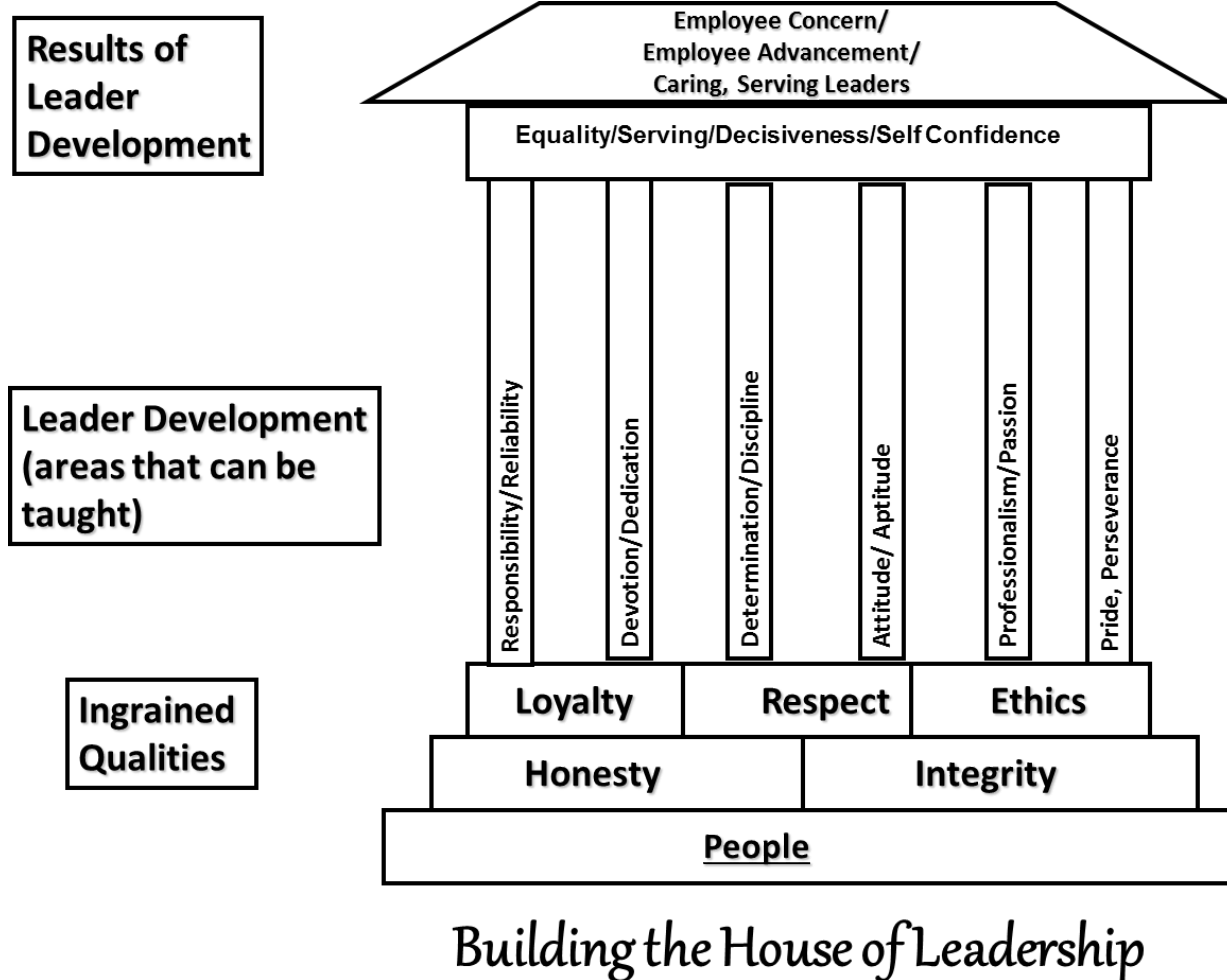 Results of
Leader
Development
Employee Concern/
Employee Advancement/
Caring, Serving Leaders
Equality/Serving/Decisiveness/Self Confidence
Leader Development
(areas that can be
taught)
Responsibility/Reliability
Devotion/Dedication
Determination/Discipline
Attitude/ Aptitude
Professionalism/Passion
Pride, Perseverance
Ingrained
Qualities
Loyalty
Respect
Ethics
Honesty
Integrity
People
Building the House of Leadership